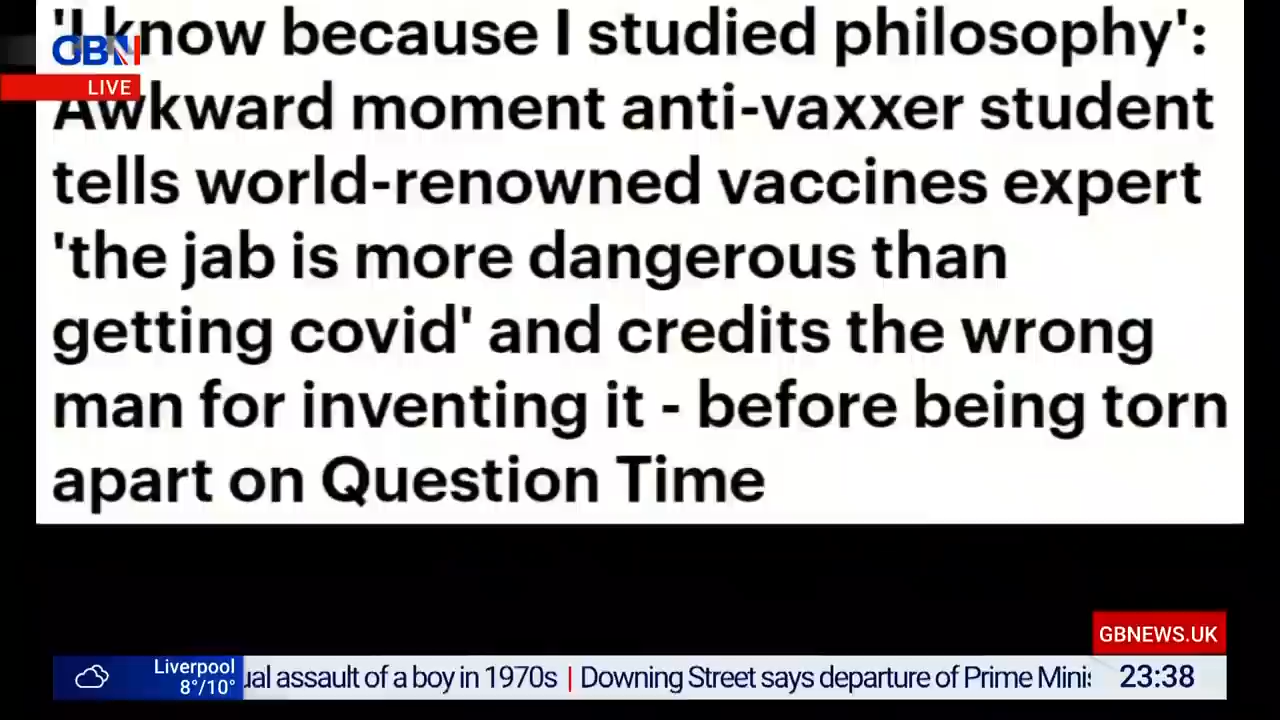 'I know because I studied philosophy':
GBN
LIVE
Awkward moment anti-vaxxer student
tells world-renowned vaccines expert
'the jab is more dangerous than
getting covid' and credits the wrong
man for inventing it - before being torn
apart on Question Time
GBNEWS.UK
Liverpool
8°/10°
ual assault of a boy in 1970s | Downing Street says departure of Prime Minis
23:38